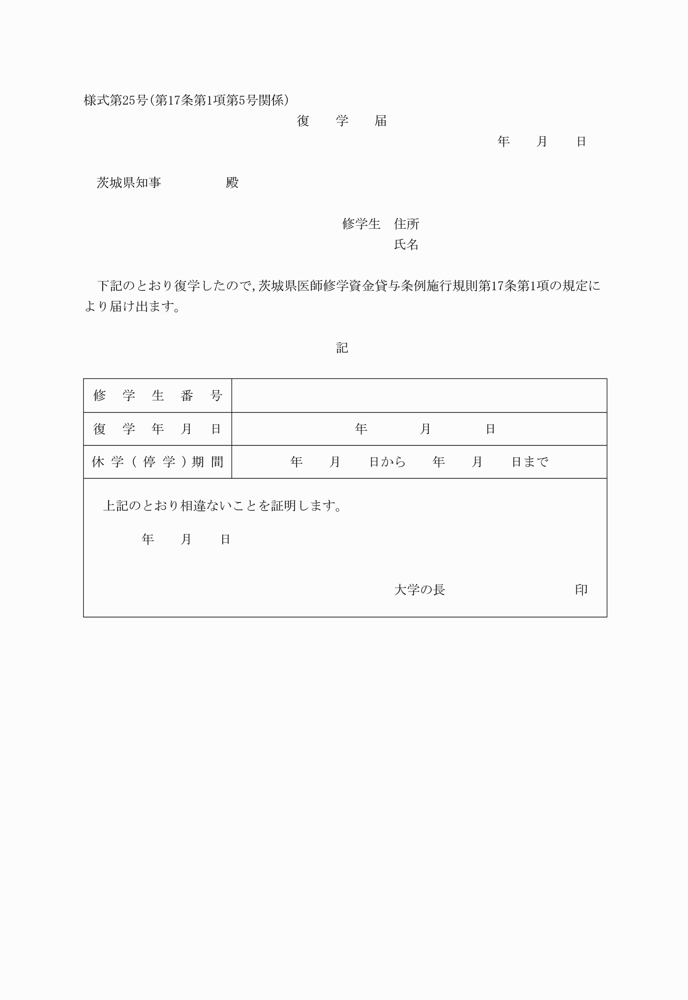 様式第25号(第17条第1項第5号関係)
復　学　届
年　月　日
茨城県知事　　　　　殿
修学生　住所
氏名
下記のとおり復学したので,茨城県医師修学資金貸与条例施行規則第17条第1項の規定に
より届け出ます。
記
修学生番号
復学年月日　年　月　日
休学(停学)期間　年　月　日から　年　月　日まで
上記のとおり相違ないことを証明します。
年　月　日
大学の長　　　　　印